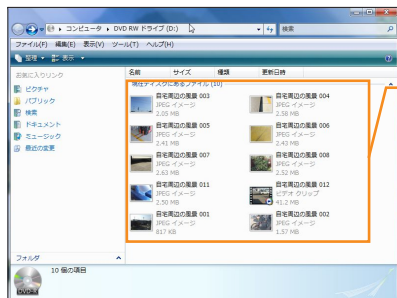 コンピュータ ▸ DVD RW ドライブ (D:)
検索
ファイル(F) 編集(E) 表示(V) ツール(T) ヘルプ(H)
整理 表示
お気に入りリンク
ピクチャ
パブリック
検索
ドキュメント
ミュージック
最近の変更
フォルダ
名前 サイズ 種類 更新日時
現在ディスクにあるファイル (10)
自宅周辺の風景 003
JPEG イメージ
2.05 MB
自宅周辺の風景 004
JPEG イメージ
2.58 MB
自宅周辺の風景 005
JPEG イメージ
2.41 MB
自宅周辺の風景 006
JPEG イメージ
2.43 MB
自宅周辺の風景 007
JPEG イメージ
2.63 MB
自宅周辺の風景 008
JPEG イメージ
2.52 MB
自宅周辺の風景 011
JPEG イメージ
2.50 MB
自宅周辺の風景 012
ビデオ クリップ
41.2 MB
自宅周辺の風景 001
JPEG イメージ
817 KB
自宅周辺の風景 002
JPEG イメージ
1.57 MB
10 個の項目
DVD-R